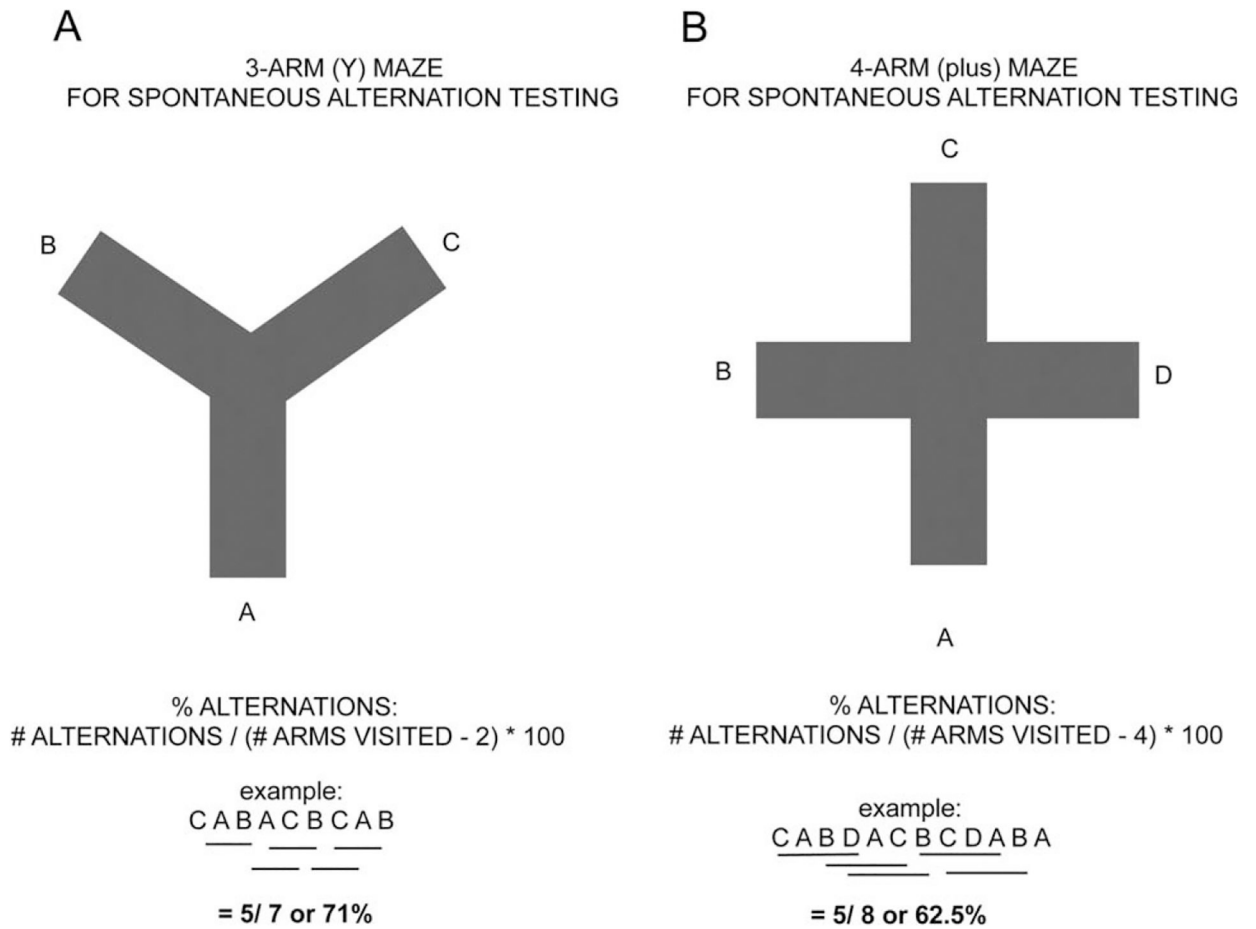 A
3-ARM (Y) MAZE
FOR SPONTANEOUS ALTERNATION TESTING
B
C
A
% ALTERNATIONS:
# ALTERNATIONS / (# ARMS VISITED - 2) * 100
example:
C A B A C B C A B
= 5/ 7 or 71%
B
4-ARM (plus) MAZE
FOR SPONTANEOUS ALTERNATION TESTING
C
B
D
A
% ALTERNATIONS:
# ALTERNATIONS / (# ARMS VISITED - 4) * 100
example:
C A B D A C B C D A B A
= 5/ 8 or 62.5%